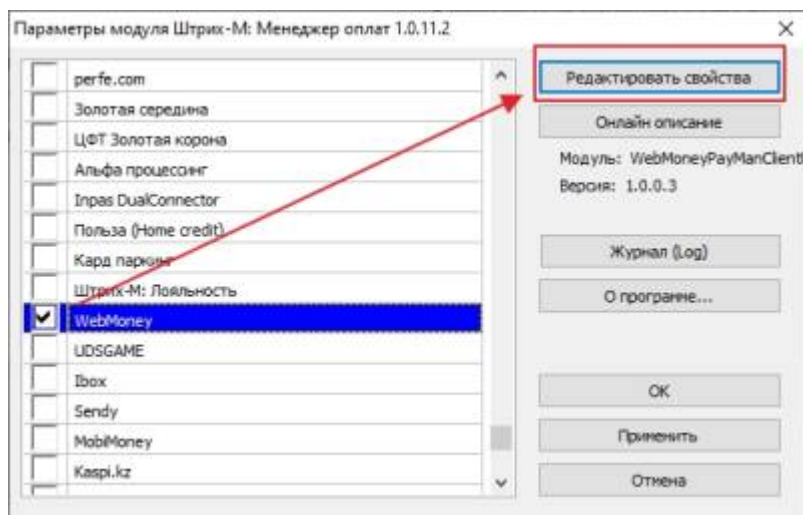 Параметры модуля Штрих-М: Менеджер оплат 1.0.11.2
perfe.com
Золотая середина
ЦФТ Золотая корона
Альфа процессинг
Inpas DualConnector
Польза (Home credit)
Кард паркинг
Штрих-М: Лояльность
WebMoney
UDSGAME
Ibox
Sendy
MobiMoney
Kaspi.kz
Редактировать свойства
Онлайн описание
Модуль: WebMoneyPayManClient
Версия: 1.0.0.3
Журнал (Log)
О программе...
ОК
Применить
Отмена